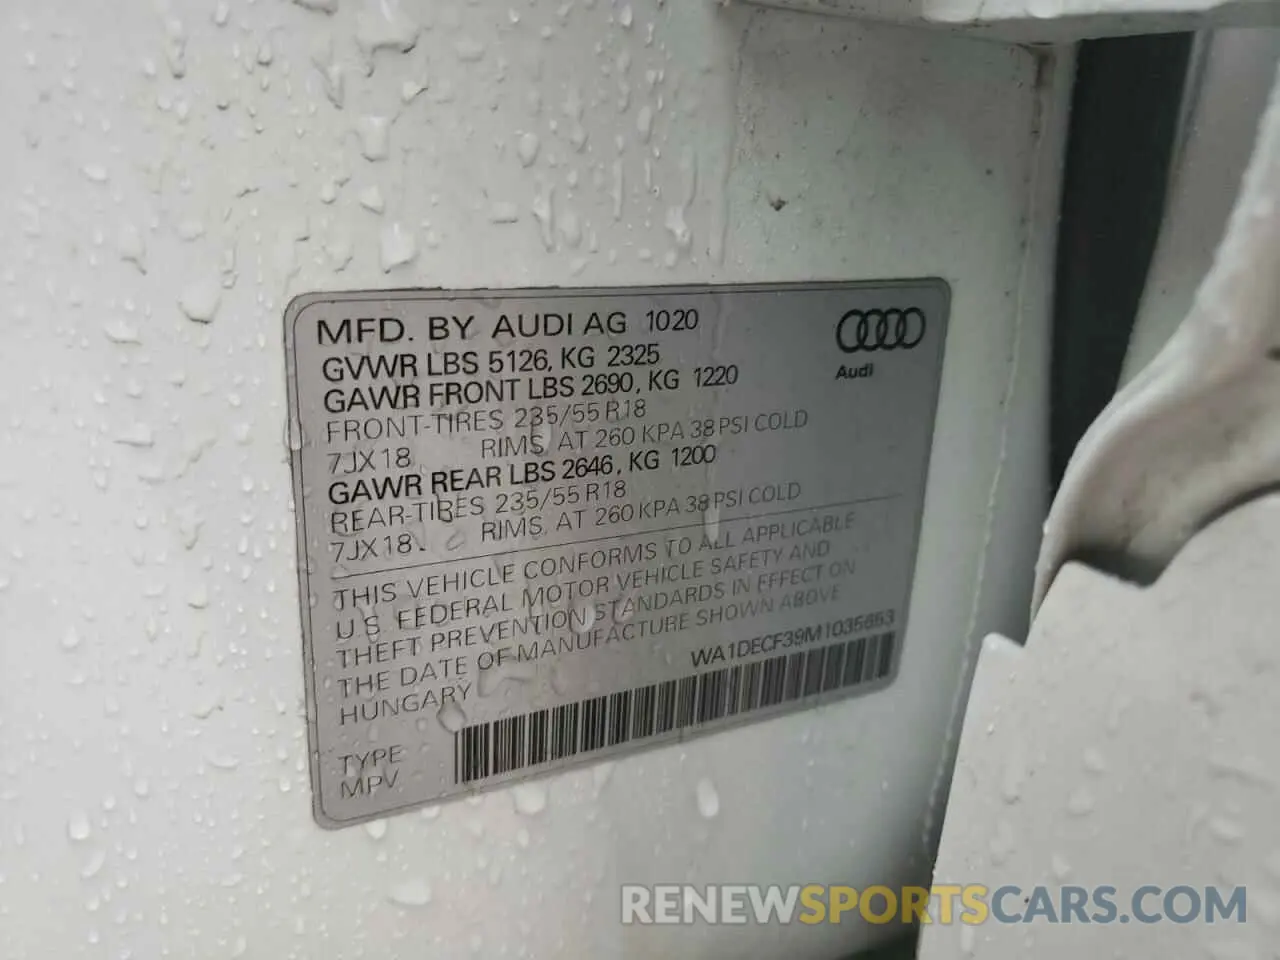 MFD. BY AUDI AG 1020
GVWR LBS 5126, KG 2325
GAWR FRONT LBS 2690, KG 1220
FRONT-TIRES 235/55 R18
7JX18 RIMS, AT 260 KPA 38 PSI COLD
GAWR REAR LBS 2646, KG 1200
REAR-TIRES 235/55 R18
7JX18 RIMS, AT 260 KPA 38 PSI COLD
THIS VEHICLE CONFORMS TO ALL APPLICABLE
U.S. FEDERAL MOTOR VEHICLE SAFETY AND
THEFT PREVENTION STANDARDS IN EFFECT ON
THE DATE OF MANUFACTURE SHOWN ABOVE
HUNGARY
WA1DECF39M1035653
TYPE
MPV
Audi
RENEWSPORTSCARS.COM